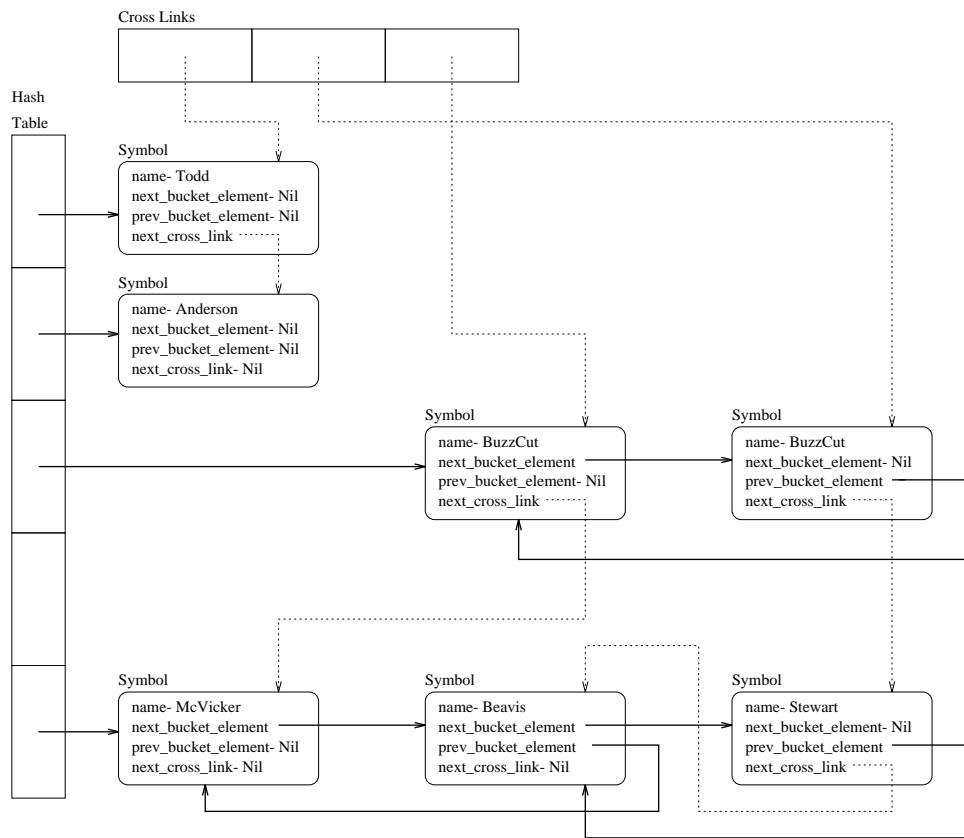 Cross Links
Hash
Table
Symbol
name- Todd
next_bucket_element- Nil
prev_bucket_element- Nil
next_cross_link
Symbol
name- Anderson
next_bucket_element- Nil
prev_bucket_element- Nil
next_cross_link- Nil
Symbol
name- BuzzCut
next_bucket_element
prev_bucket_element- Nil
next_cross_link
Symbol
name- BuzzCut
next_bucket_element- Nil
prev_bucket_element
next_cross_link
Symbol
name- McVicker
next_bucket_element
prev_bucket_element- Nil
next_cross_link- Nil
Symbol
name- Beavis
next_bucket_element
prev_bucket_element
next_cross_link- Nil
Symbol
name- Stewart
next_bucket_element- Nil
prev_bucket_element
next_cross_link